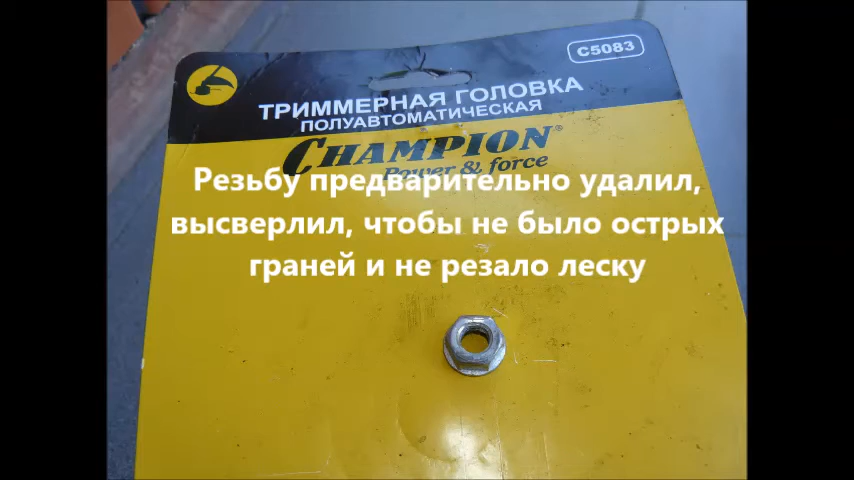 C5083
ТРИММЕРНАЯ ГОЛОВКА
ПОЛУАВТОМАТИЧЕСКАЯ
CHAMPION®
Power & force
Резьбу предварительно удалил,
высверлил, чтобы не было острых
граней и не резало леску